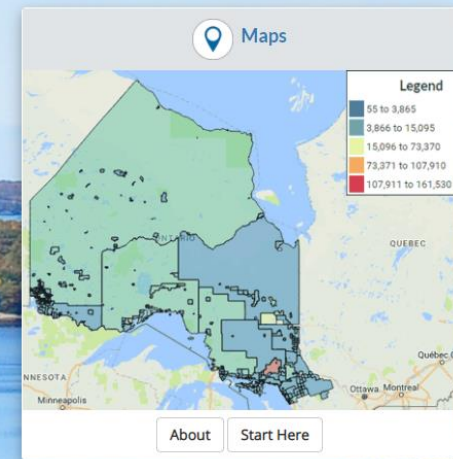 Maps
Legend
55 to 3,865
3,866 to 15,095
15,096 to 73,370
73,371 to 107,910
107,911 to 161,530
ONTARIO
QUEBEC
Québec C
Ottawa
Montreal
NNESOTA
Minneapolis
About
Start Here